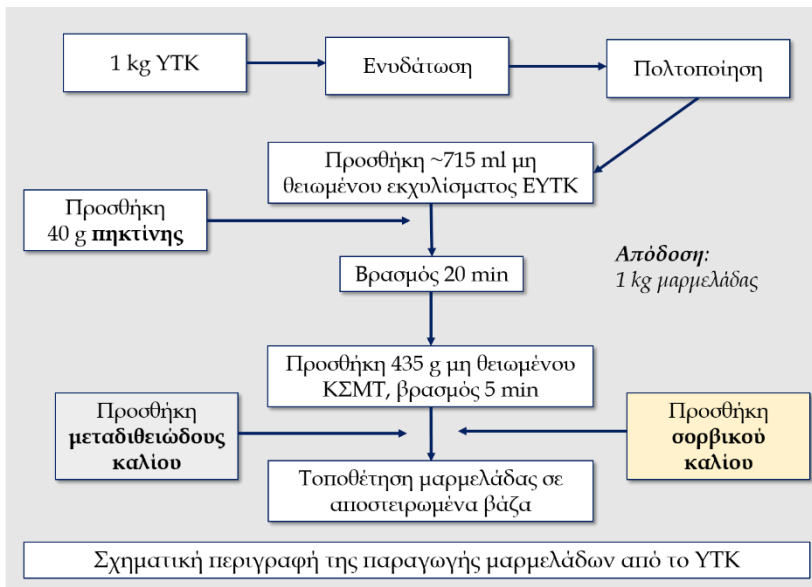 1 kg ΥΤΚ
Ενυδάτωση
Πολτοποίηση
Προσθήκη ~715 ml μη
θειωμένου εκχυλίσματος ΕΥΤΚ
Προσθήκη
40 g πηκτίνης
Απόδοση:
1 kg μαρμελάδας
Βρασμός 20 min
Προσθήκη 435 g μη θειωμένου
ΚΣΜΤ, βρασμός 5 min
Προσθήκη
μεταδιθειώδους
καλίου
Προσθήκη
σορβικού
καλίου
Τοποθέτηση μαρμελάδας σε
αποστειρωμένα βάζα
Σχηματική περιγραφή της παραγωγής μαρμελάδων από το ΥΤΚ